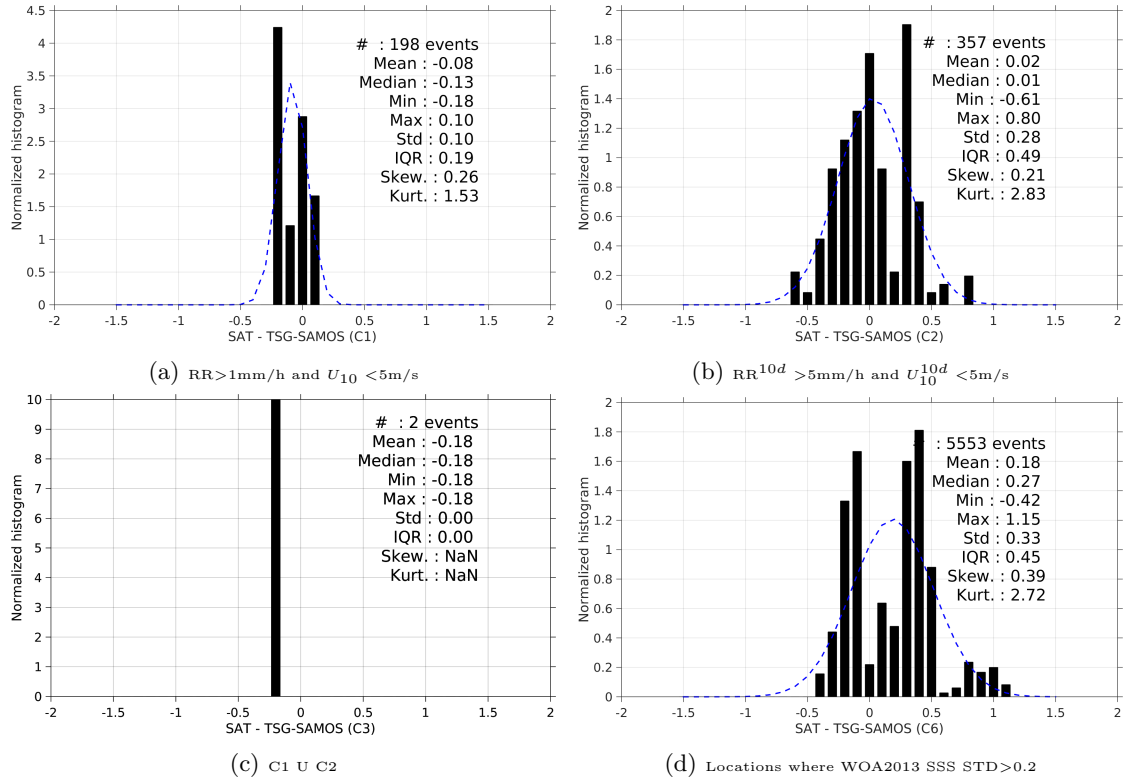 4.5
4
3.5
3
2.5
2
1.5
1
0.5
0
Normalized histogram
# : 198 events
Mean : -0.08
Median : -0.13
Min : -0.18
Max : 0.10
Std : 0.10
IQR : 0.19
Skew. : 0.26
Kurt. : 1.53
-2 -1.5 -1 -0.5 0 0.5 1 1.5 2
SAT - TSG-SAMOS (C1)
(a) RR>1mm/h and U10 <5m/s
2
1.8
1.6
1.4
1.2
1
0.8
0.6
0.4
0.2
0
Normalized histogram
# : 357 events
Mean : 0.02
Median : 0.01
Min : -0.61
Max : 0.80
Std : 0.28
IQR : 0.49
Skew. : 0.21
Kurt. : 2.83
-2 -1.5 -1 -0.5 0 0.5 1 1.5 2
SAT - TSG-SAMOS (C2)
(b) RR10d >5mm/h and U10d10 <5m/s
10
9
8
7
6
5
4
3
2
1
0
Normalized histogram
# : 2 events
Mean : -0.18
Median : -0.18
Min : -0.18
Max : -0.18
Std : 0.00
IQR : 0.00
Skew. : NaN
Kurt. : NaN
-2 -1.5 -1 -0.5 0 0.5 1 1.5 2
SAT - TSG-SAMOS (C3)
(c) C1 U C2
2
1.8
1.6
1.4
1.2
1
0.8
0.6
0.4
0.2
0
Normalized histogram
: 5553 events
Mean : 0.18
Median : 0.27
Min : -0.42
Max : 1.15
Std : 0.33
IQR : 0.45
Skew. : 0.39
Kurt. : 2.72
-2 -1.5 -1 -0.5 0 0.5 1 1.5 2
SAT - TSG-SAMOS (C6)
(d) Locations where WOA2013 SSS STD>0.2